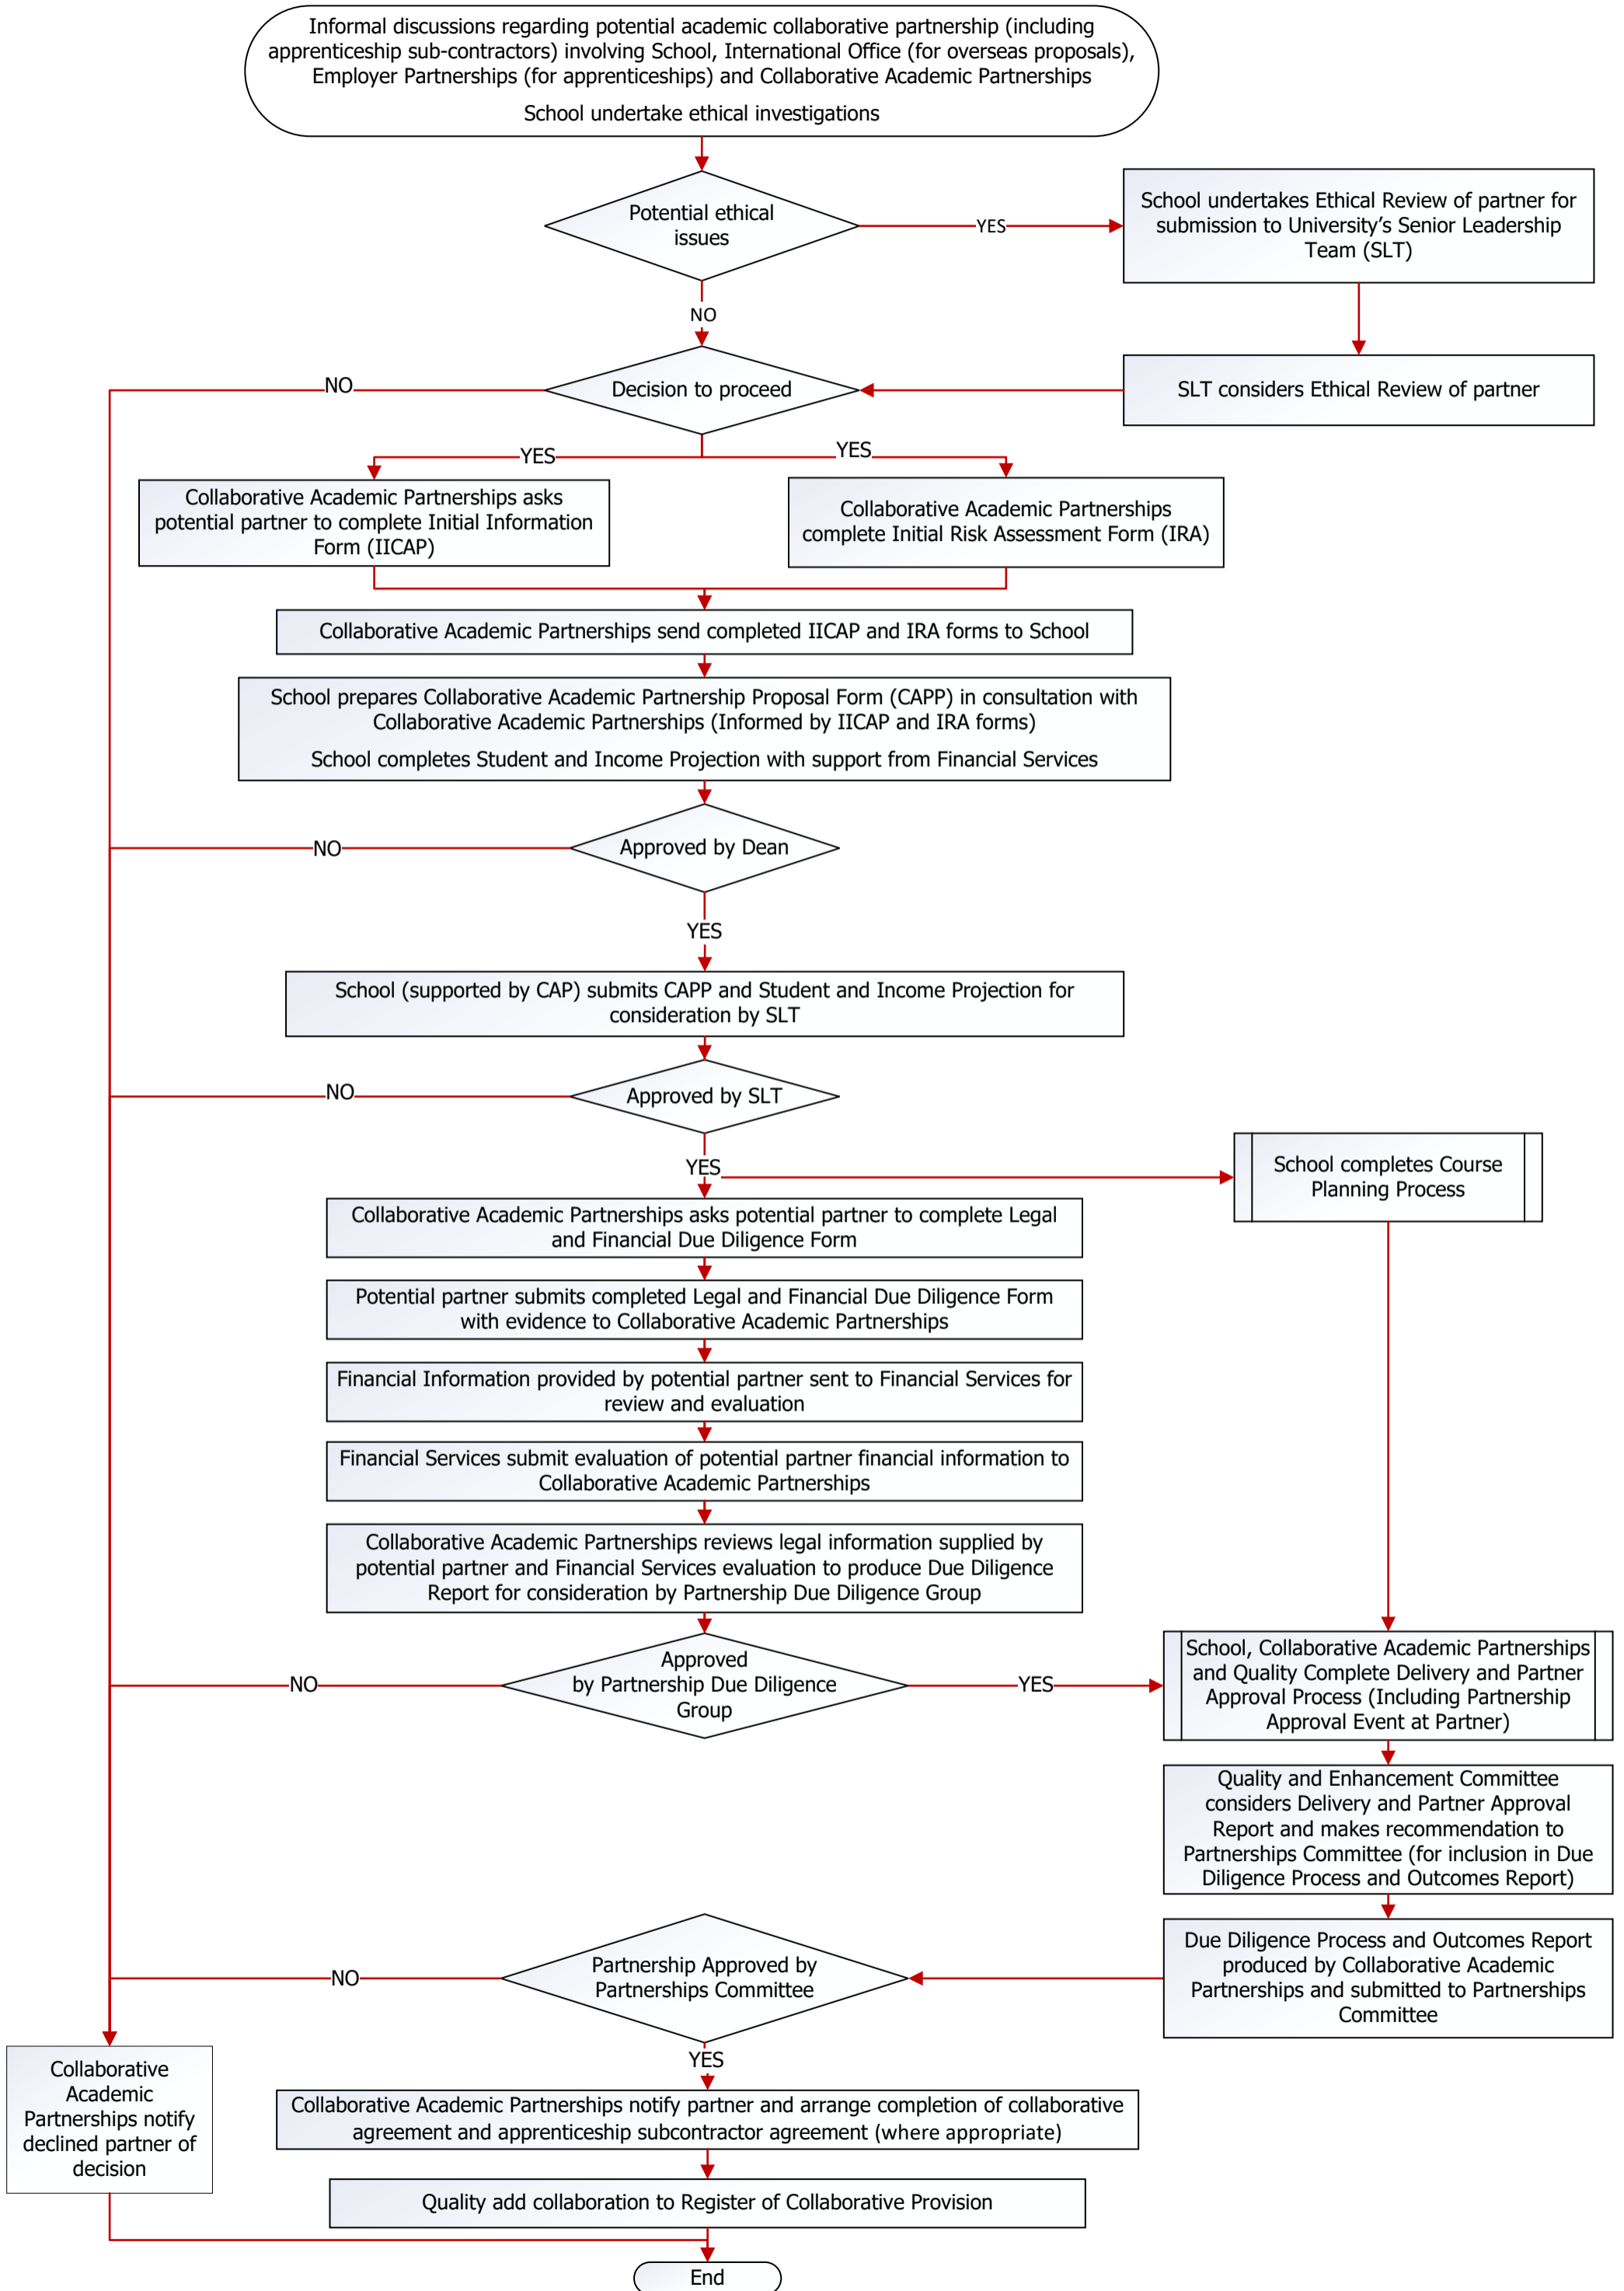 Informal discussions regarding potential academic collaborative partnership (including
apprenticeship sub-contractors) involving School, International Office (for overseas proposals),
Employer Partnerships (for apprenticeships) and Collaborative Academic Partnerships
School undertake ethical investigations
Potential ethical
issues
YES
School undertakes Ethical Review of partner for
submission to University’s Senior Leadership
Team (SLT)
NO
NO
Decision to proceed
SLT considers Ethical Review of partner
YES
YES
Collaborative Academic Partnerships asks
potential partner to complete Initial Information
Form (IICAP)
Collaborative Academic Partnerships
complete Initial Risk Assessment Form (IRA)
Collaborative Academic Partnerships send completed IICAP and IRA forms to School
School prepares Collaborative Academic Partnership Proposal Form (CAPP) in consultation with
Collaborative Academic Partnerships (Informed by IICAP and IRA forms)
School completes Student and Income Projection with support from Financial Services
NO
Approved by Dean
YES
School (supported by CAP) submits CAPP and Student and Income Projection for
consideration by SLT
NO
Approved by SLT
YES
School completes Course
Planning Process
Collaborative Academic Partnerships asks potential partner to complete Legal
and Financial Due Diligence Form
Potential partner submits completed Legal and Financial Due Diligence Form
with evidence to Collaborative Academic Partnerships
Financial Information provided by potential partner sent to Financial Services for
review and evaluation
Financial Services submit evaluation of potential partner financial information to
Collaborative Academic Partnerships
Collaborative Academic Partnerships reviews legal information supplied by
potential partner and Financial Services evaluation to produce Due Diligence
Report for consideration by Partnership Due Diligence Group
NO
Approved
by Partnership Due Diligence
Group
YES
School, Collaborative Academic Partnerships
and Quality Complete Delivery and Partner
Approval Process (Including Partnership
Approval Event at Partner)
Quality and Enhancement Committee
considers Delivery and Partner Approval
Report and makes recommendation to
Partnerships Committee (for inclusion in Due
Diligence Process and Outcomes Report)
Due Diligence Process and Outcomes Report
produced by Collaborative Academic
Partnerships and submitted to Partnerships
Committee
NO
Partnership Approved by
Partnerships Committee
YES
Collaborative
Academic
Partnerships notify
declined partner of
decision
Collaborative Academic Partnerships notify partner and arrange completion of collaborative
agreement and apprenticeship subcontractor agreement (where appropriate)
Quality add collaboration to Register of Collaborative Provision
End